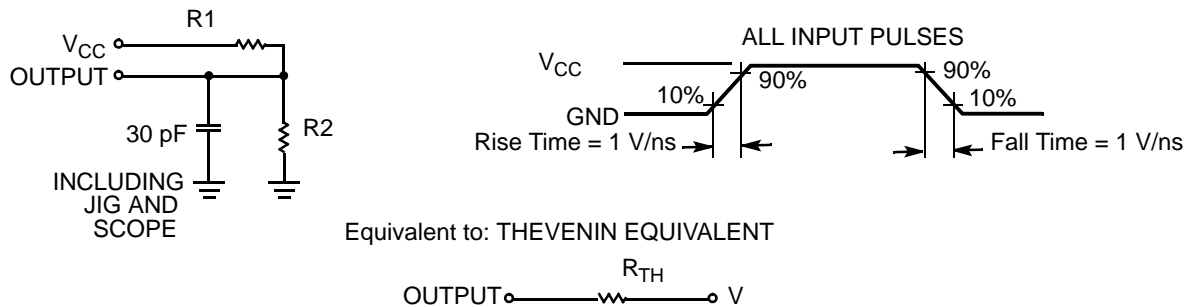 R1
VCC
OUTPUT
30 pF
R2
INCLUDING
JIG AND
SCOPE
ALL INPUT PULSES
VCC
90%
90%
10%
10%
GND
Rise Time = 1 V/ns
Fall Time = 1 V/ns
Equivalent to: THEVENIN EQUIVALENT
RTH
OUTPUT
V